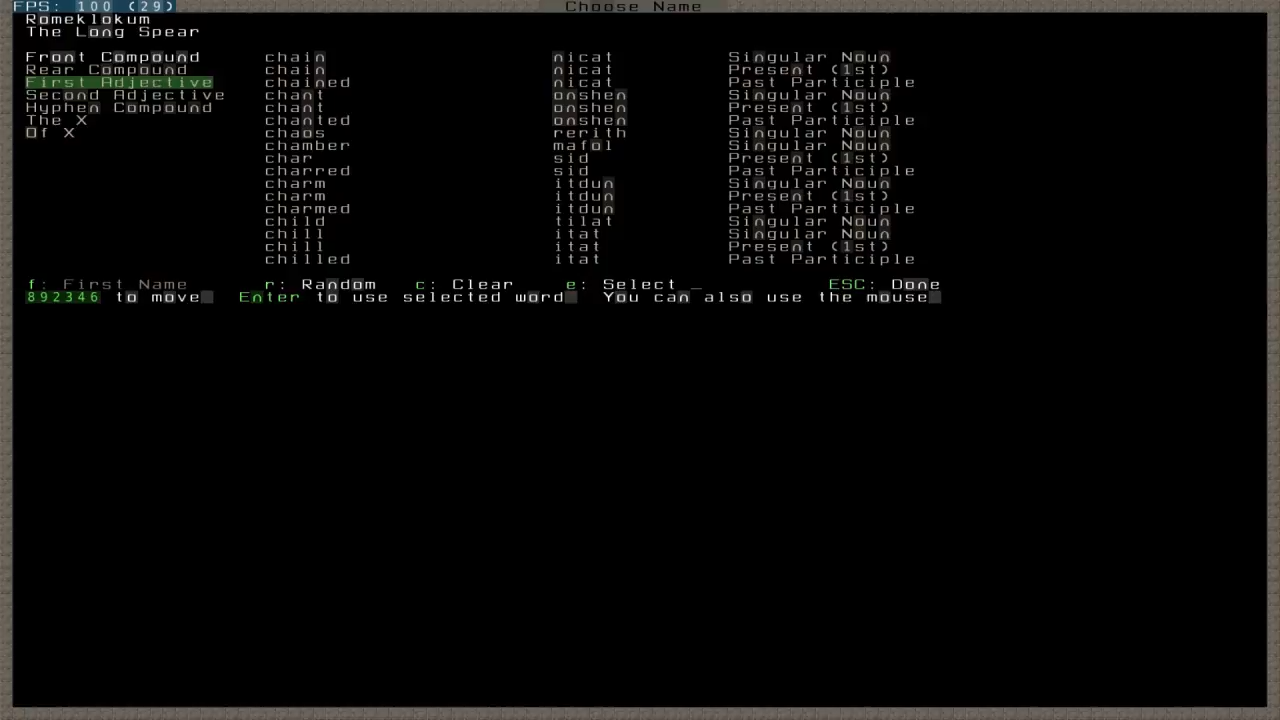 FPS: 100 (29) Choose Name
Romeklokum
The Long Spear
Front Compound chain nicat Singular Noun
Rear Compound chain nicat Present (1st)
First Adjective chained nicat Past Participle
Second Adjective chant onshen Singular Noun
Hyphen Compound chant onshen Present (1st)
The X chanted onshen Past Participle
Of X chaos rerith Singular Noun
chamber mafol Singular Noun
char sid Present (1st)
charred sid Past Participle
charm itdun Singular Noun
charm itdun Present (1st)
charmed itdun Past Participle
child tilat Singular Noun
chill itat Singular Noun
chill itat Present (1st)
chilled itat Past Participle
f: First Name r: Random c: Clear e: Select _ ESC: Done
892346 to move Enter to use selected word You can also use the mouse